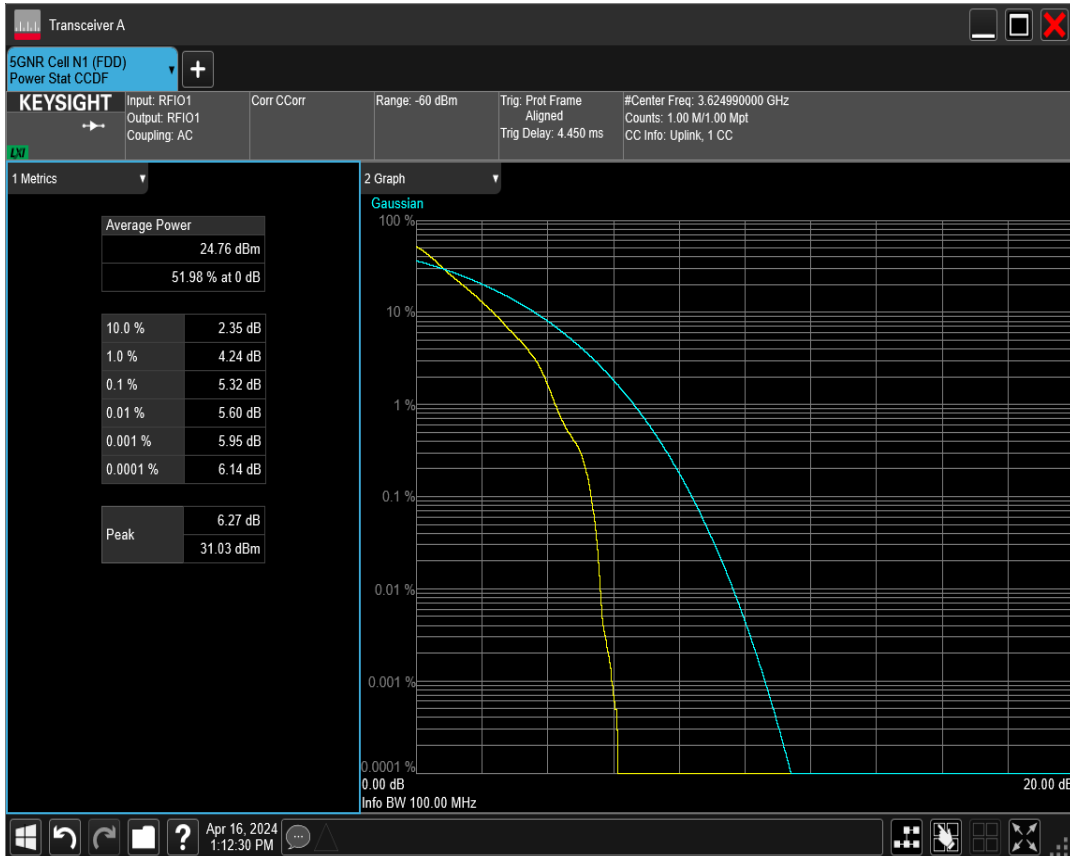 Transceiver A
5GNR Cell N1 (FDD)
Power Stat CCDF
+
KEYSIGHT
LXI
Input: RFIO1
Output: RFIO1
Coupling: AC
Corr CCorr
Range: -60 dBm
Trig: Prot Frame
Aligned
Trig Delay: 4.450 ms
#Center Freq: 3.624990000 GHz
Counts: 1.00 M/1.00 Mpt
CC Info: Uplink, 1 CC
1 Metrics
Average Power
24.76 dBm
51.98 % at 0 dB
10.0 % 2.35 dB
1.0 % 4.24 dB
0.1 % 5.32 dB
0.01 % 5.60 dB
0.001 % 5.95 dB
0.0001 % 6.14 dB
Peak
6.27 dB
31.03 dBm
2 Graph
Gaussian
100 %
10 %
1 %
0.1 %
0.01 %
0.001 %
0.0001 %
0.00 dB 20.00 dB
Info BW 100.00 MHz
?
Apr 16, 2024
1:12:30 PM